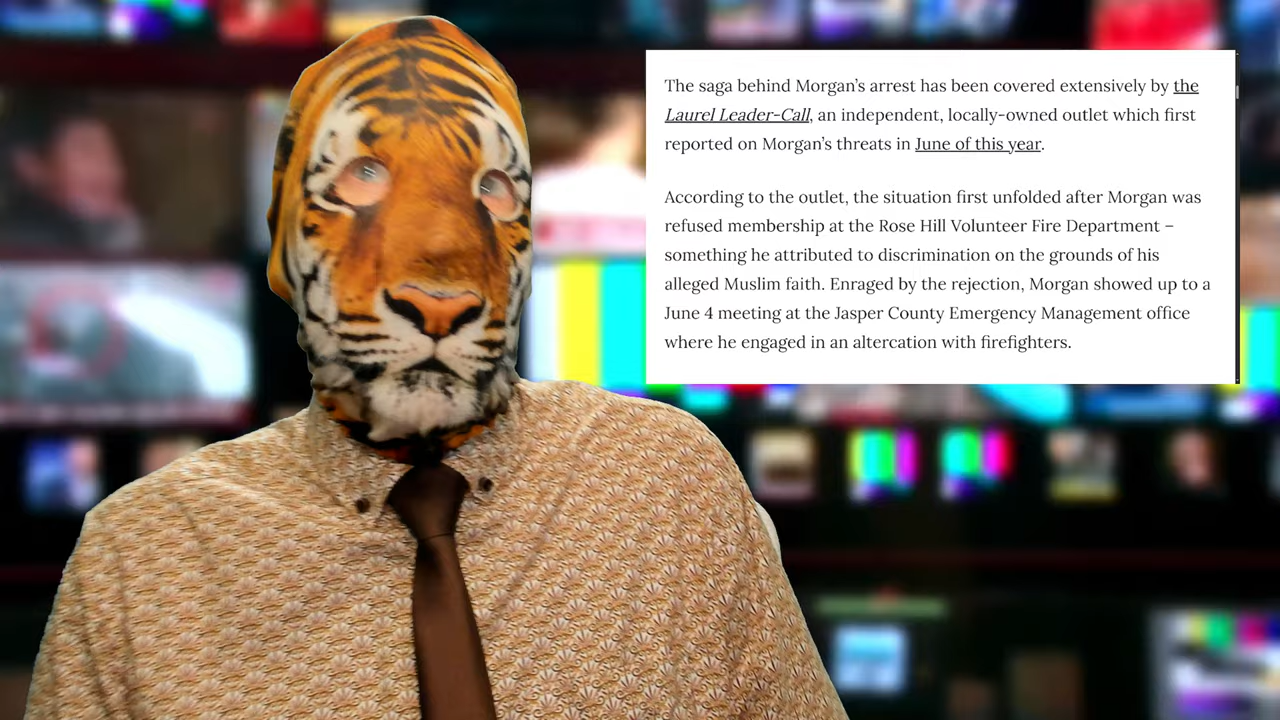 The saga behind Morgan’s arrest has been covered extensively by the
Laurel Leader-Call, an independent, locally-owned outlet which first
reported on Morgan’s threats in June of this year.
According to the outlet, the situation first unfolded after Morgan was
refused membership at the Rose Hill Volunteer Fire Department –
something he attributed to discrimination on the grounds of his
alleged Muslim faith. Enraged by the rejection, Morgan showed up to a
June 4 meeting at the Jasper County Emergency Management office
where he engaged in an altercation with firefighters.